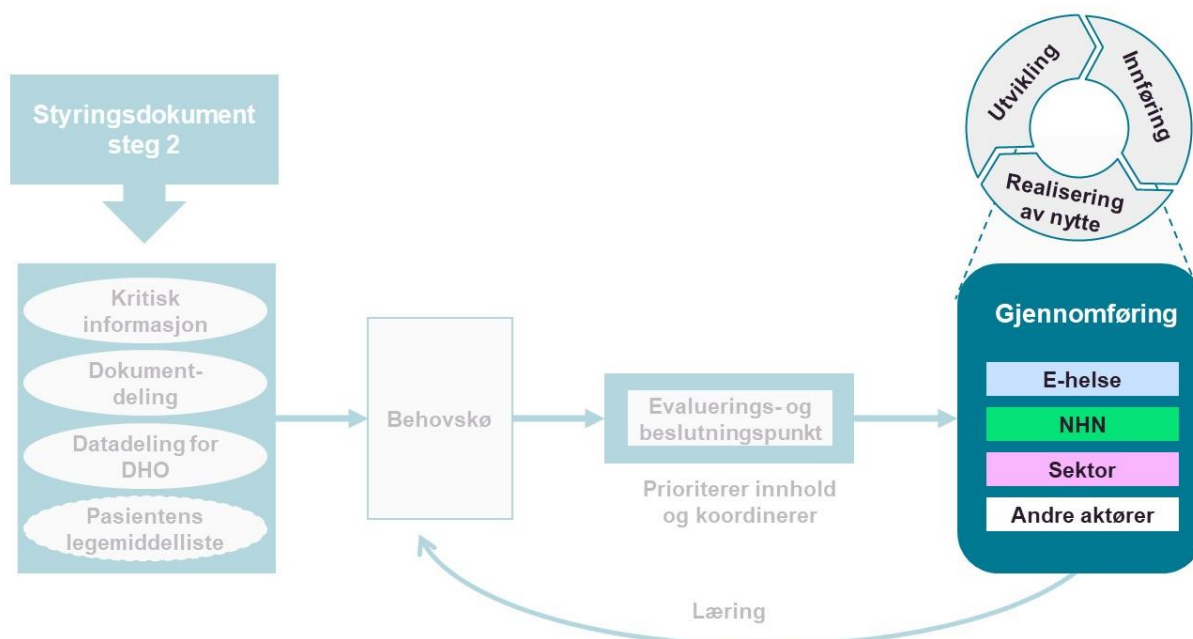 Styringsdokument
steg 2
Kritisk
informasjon
Dokument-
deling
Datadeling for
DHO
Pasientens
legemiddelliste
Behovskø
Evaluerings- og
beslutningspunkt
Prioriterer innhold
og koordinerer
Utvikling
Innføring
Realisering
av nytte
Gjennomføring
E-helse
NHN
Sektor
Andre aktører
Læring